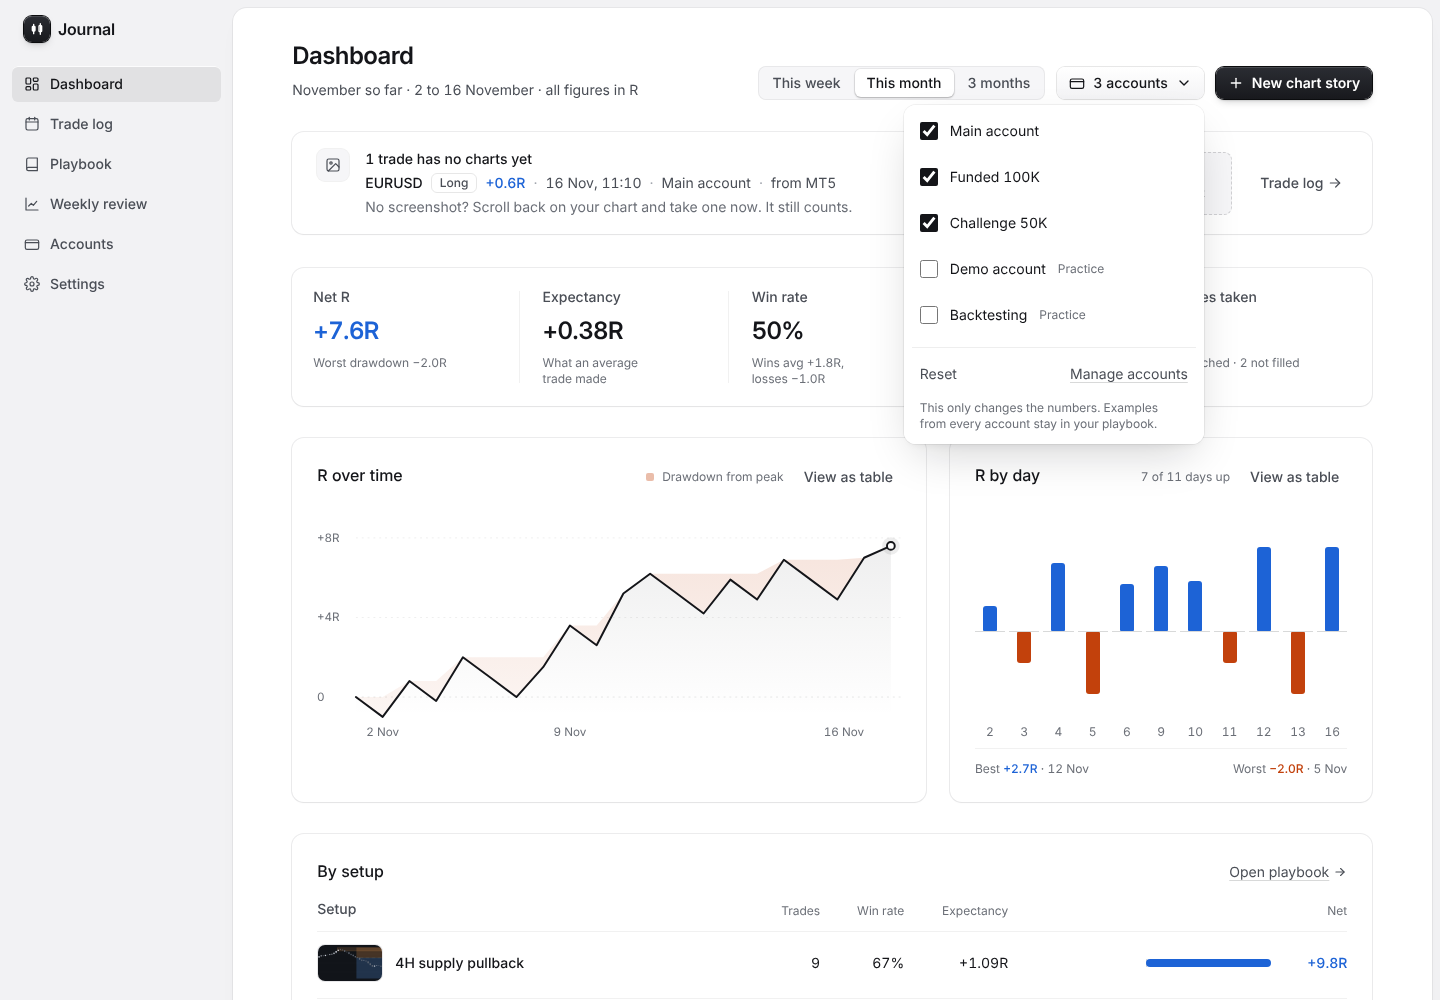 Journal
Dashboard
Trade log
Playbook
Weekly review
Accounts
Settings
Dashboard
November so far · 2 to 16 November · all figures in R
This week
This month
3 months
3 accounts
New chart story
Main account
Funded 100K
Challenge 50K
Demo account Practice
Backtesting Practice
Reset
Manage accounts
This only changes the numbers. Examples
from every account stay in your playbook.
1 trade has no charts yet
EURUSD Long +0.6R · 16 Nov, 11:10 · Main account · from MT5
No screenshot? Scroll back on your chart and take one now. It still counts.
Trade log →
Net R
+7.6R
Worst drawdown −2.0R
Expectancy
+0.38R
What an average
trade made
Win rate
50%
Wins avg +1.8R,
losses −1.0R
taken
· 2 not filled
R over time
Drawdown from peak
View as table
+8R
+4R
0
2 Nov
9 Nov
16 Nov
R by day
7 of 11 days up
View as table
2 3 4 5 6 9 10 11 12 13 16
Best +2.7R · 12 Nov
Worst −2.0R · 5 Nov
By setup
Open playbook →
Setup Trades Win rate Expectancy Net
4H supply pullback 9 67% +1.09R +9.8R